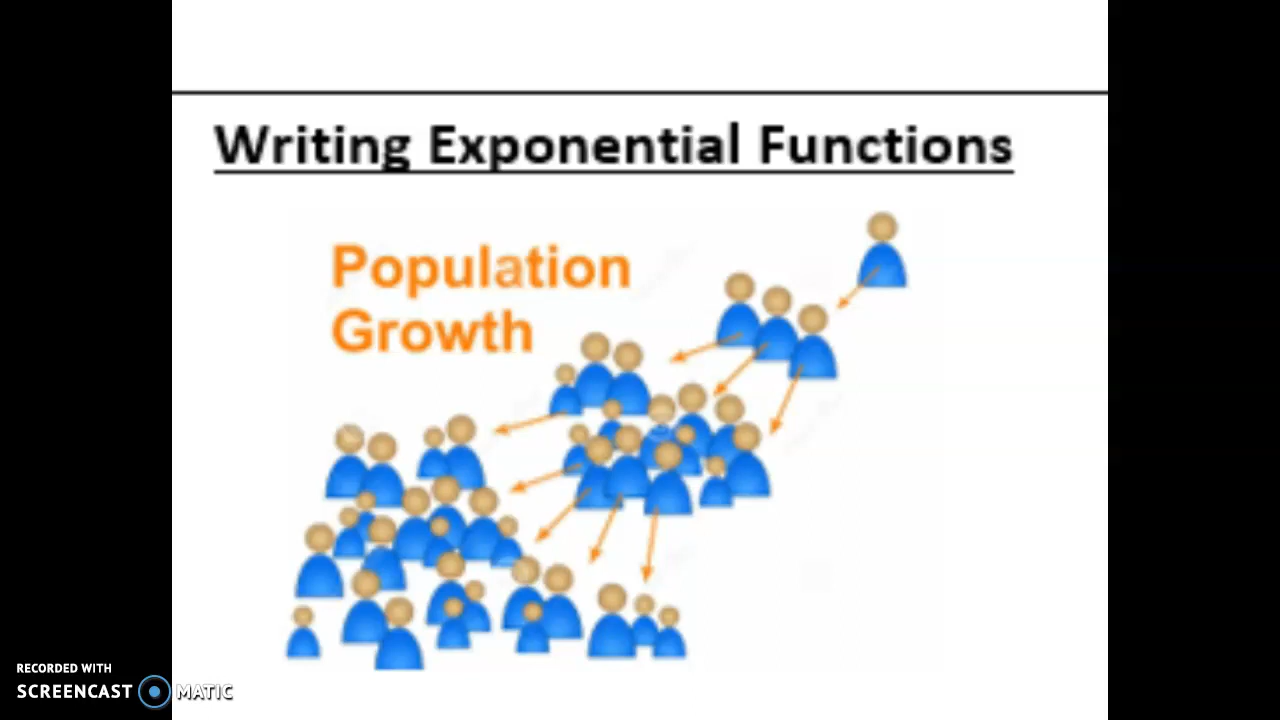 Writing Exponential Functions
Population
Growth
RECORDED WITH
SCREENCAST MATIC